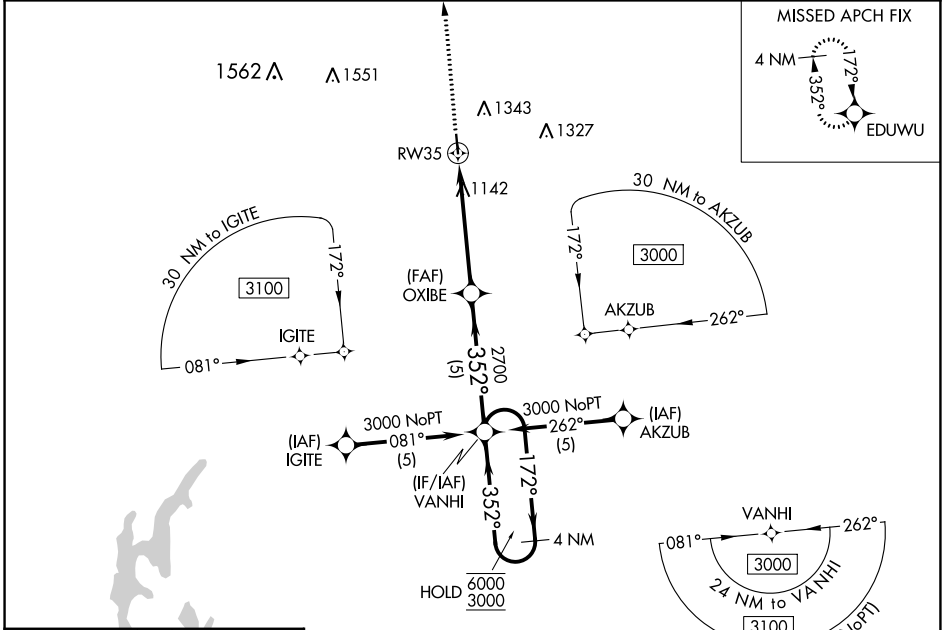 MISSED APCH FIX
4 NM
172°
352°
EDUWU
1562
1551
1343
1327
RW35
1142
30 NM to IGITE
172°
3100
IGITE
081°
30 NM to AKZUB
172°
3000
AKZUB
262°
(FAF)
OXIBE
2700
352°
(5)
3000 NoPT
081°
(5)
(IAF)
IGITE
3000 NoPT
262°
(5)
(IAF)
AKZUB
(IF/IAF)
VANHI
352°
172°
4 NM
HOLD
6000
3000
VANHI
081°
262°
3000
24 NM to VANHI
3100
NoPT)